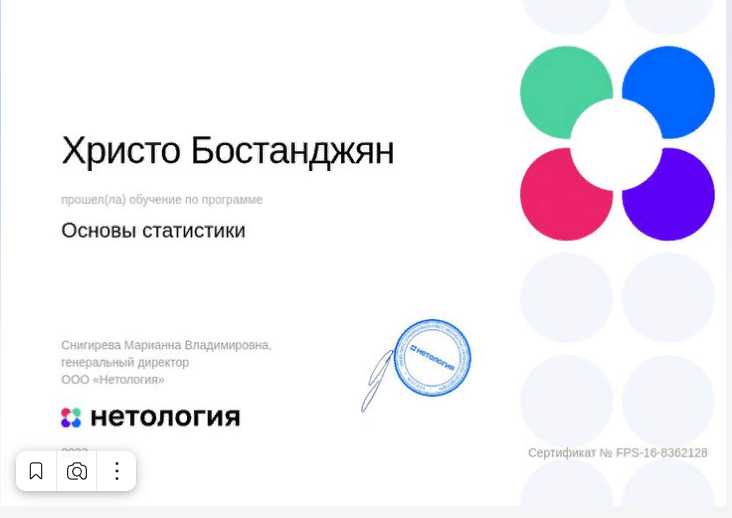 Христо Бостанджян
прошел(ла) обучение по программе
Основы статистики
Снигирева Марианна Владимировна,
генеральный директор
ООО «Нетология»
нетология
нетология
Сертификат № FPS-16-8362128